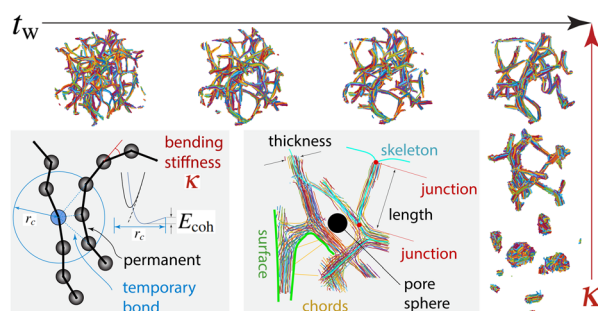 t_w
bending
stiffness
κ
r_c
r_c
E_coh
permanent
temporary
bond
thickness
skeleton
junction
length
junction
surface
pore
sphere
chords
κ